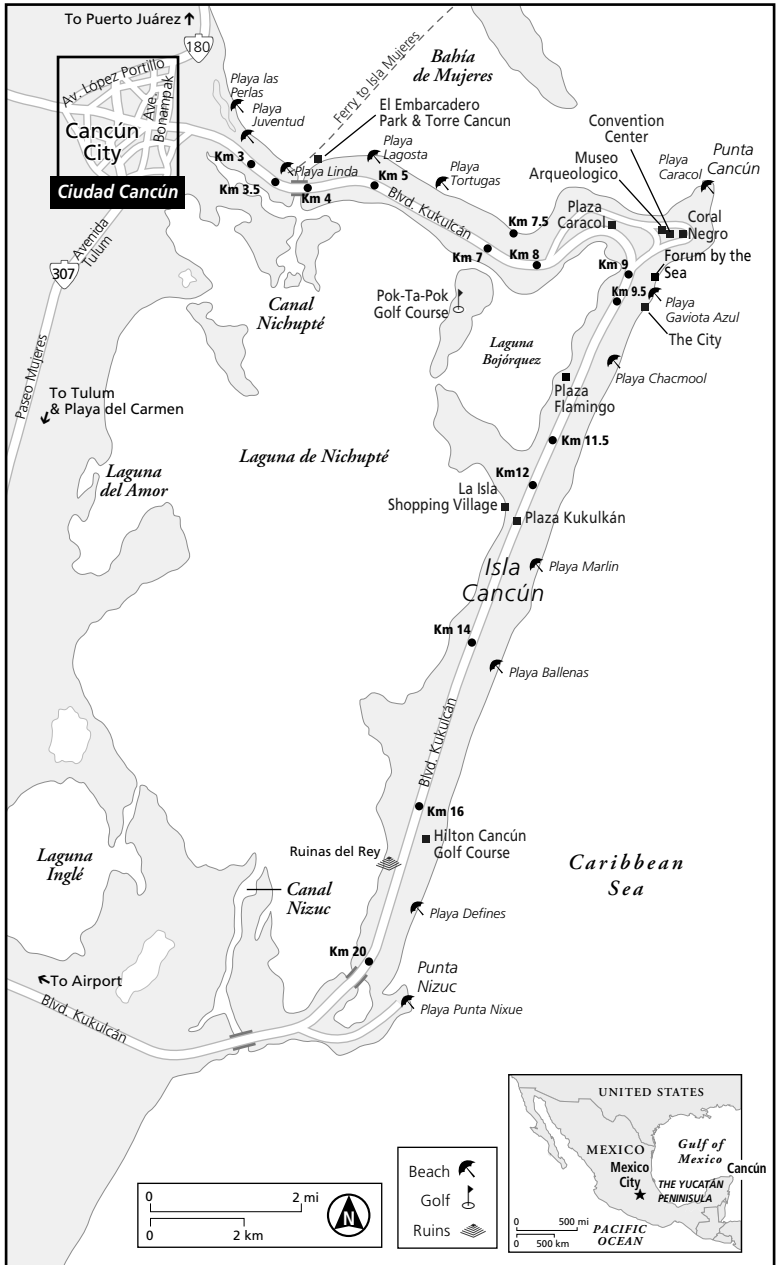 To Puerto Juárez
180
Av. López Portillo
Ave.
Bonampak
Cancún
City
Ciudad Cancún
Playa las
Perlas
Playa
Juventud
Ferry to Isla Mujeres
Bahía
de Mujeres
El Embarcadero
Park & Torre Cancun
Playa
Lagosta
Playa
Tortugas
Convention
Center
Museo
Arqueologico
Playa
Caracol
Punta
Cancún
Km 3
Km 3.5
Playa Linda
Km 4
Km 5
Blvd. Kukulcán
Km 7.5
Km 7
Km 8
Plaza
Caracol
Coral
Negro
Km 9
Forum by the
Sea
Km 9.5
Playa
Gaviota Azul
The City
307
Avenida
Tulum
Canal
Nichupté
Pok-Ta-Pok
Golf Course
Laguna
Bojórquez
Playa Chacmool
Plaza
Flamingo
Paseo Mujeres
To Tulum
& Playa del Carmen
Km 11.5
Laguna de Nichupté
Laguna
del Amor
Km12
La Isla
Shopping Village
Plaza Kukulkán
Isla
Cancún
Playa Marlin
Km 14
Playa Ballenas
Blvd. Kukulcán
Km 16
Hilton Cancún
Golf Course
Ruinas del Rey
Laguna
Inglé
Canal
Nizuc
Caribbean
Sea
Playa Defines
Km 20
Punta
Nizuc
To Airport
Playa Punta Nixue
Blvd. Kukulcán
0 2 mi
0 2 km
N
Beach
Golf
Ruins
UNITED STATES
MEXICO
Gulf of
Mexico
Mexico
City
Cancún
THE YUCATÁN
PENINISULA
0 500 mi
0 500 km
PACIFIC
OCEAN